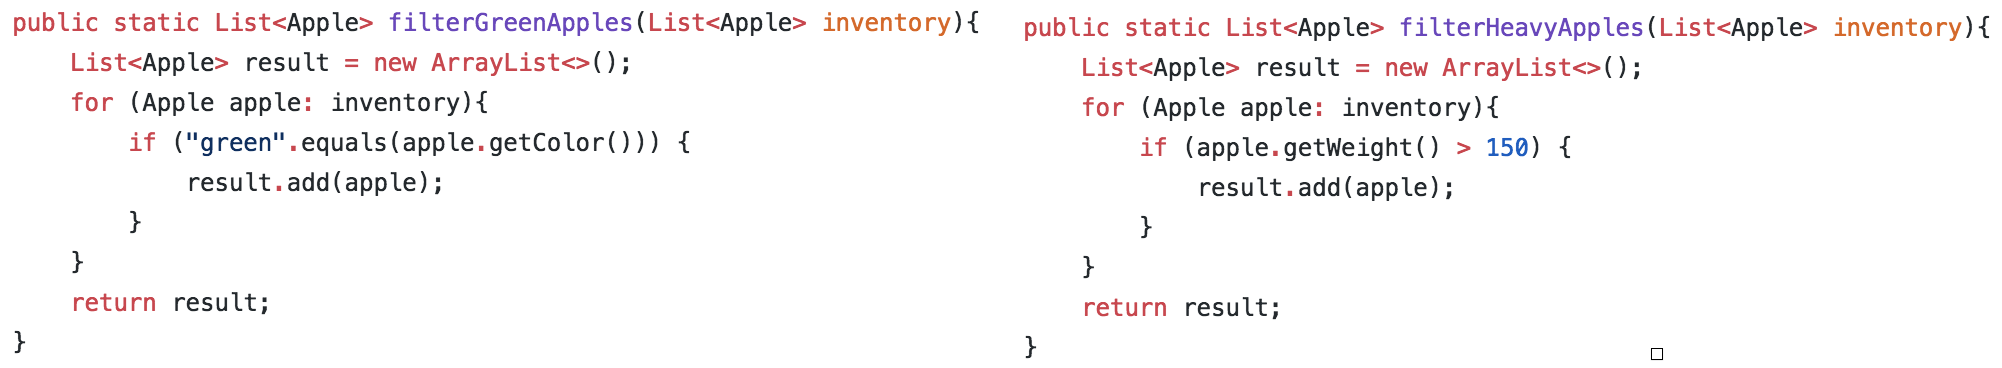 public static List<Apple> filterGreenApples(List<Apple> inventory){
    List<Apple> result = new ArrayList<>();
    for (Apple apple: inventory){
        if ("green".equals(apple.getColor())) {
            result.add(apple);
        }
    }
    return result;
}
public static List<Apple> filterHeavyApples(List<Apple> inventory){
    List<Apple> result = new ArrayList<>();
    for (Apple apple: inventory){
        if (apple.getWeight() > 150) {
            result.add(apple);
        }
    }
    return result;
}